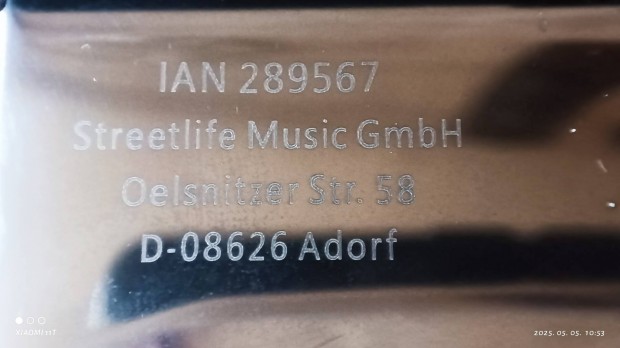 IAN 289567
Streetlife Music GmbH
Oelsnitzer Str. 58
D-08626 Adorf
2025. 05. 05. 10:53